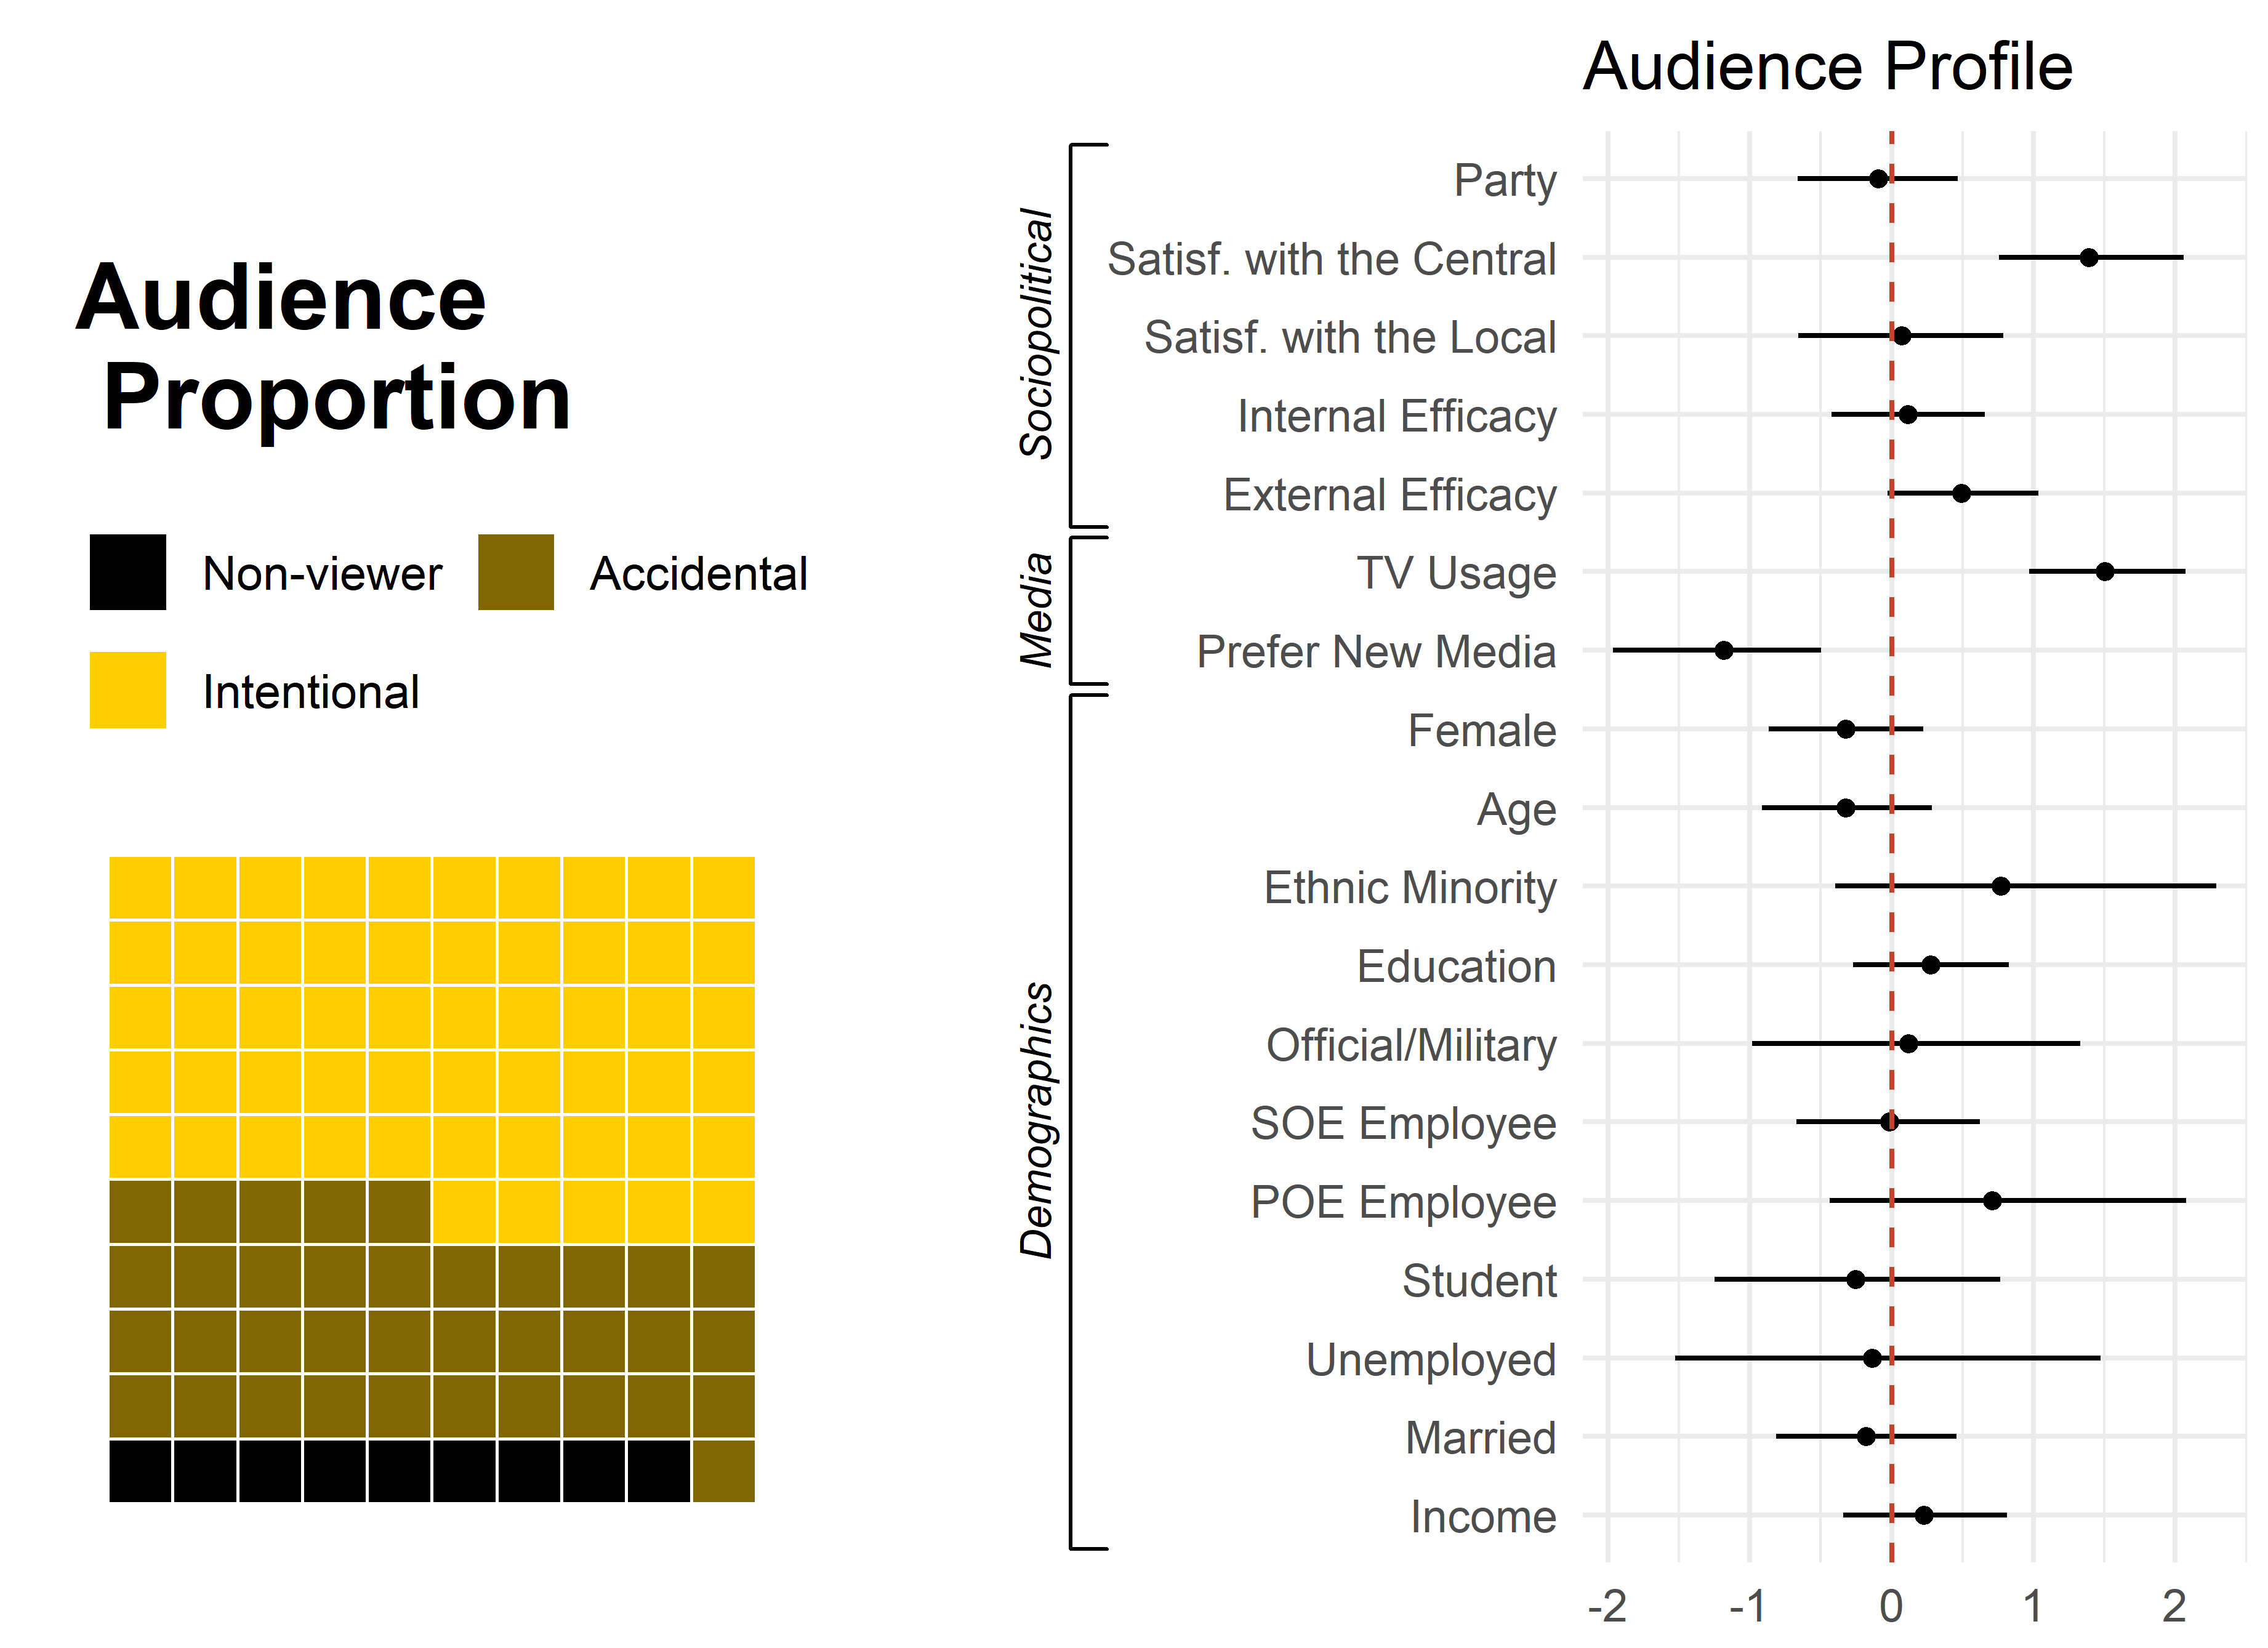 Audience
Proportion
Non-viewer
Accidental
Intentional
Audience Profile
Sociopolitical
Party
Satisf. with the Central
Satisf. with the Local
Internal Efficacy
External Efficacy
Media
TV Usage
Prefer New Media
Demographics
Female
Age
Ethnic Minority
Education
Official/Military
SOE Employee
POE Employee
Student
Unemployed
Married
Income
-2 -1 0 1 2